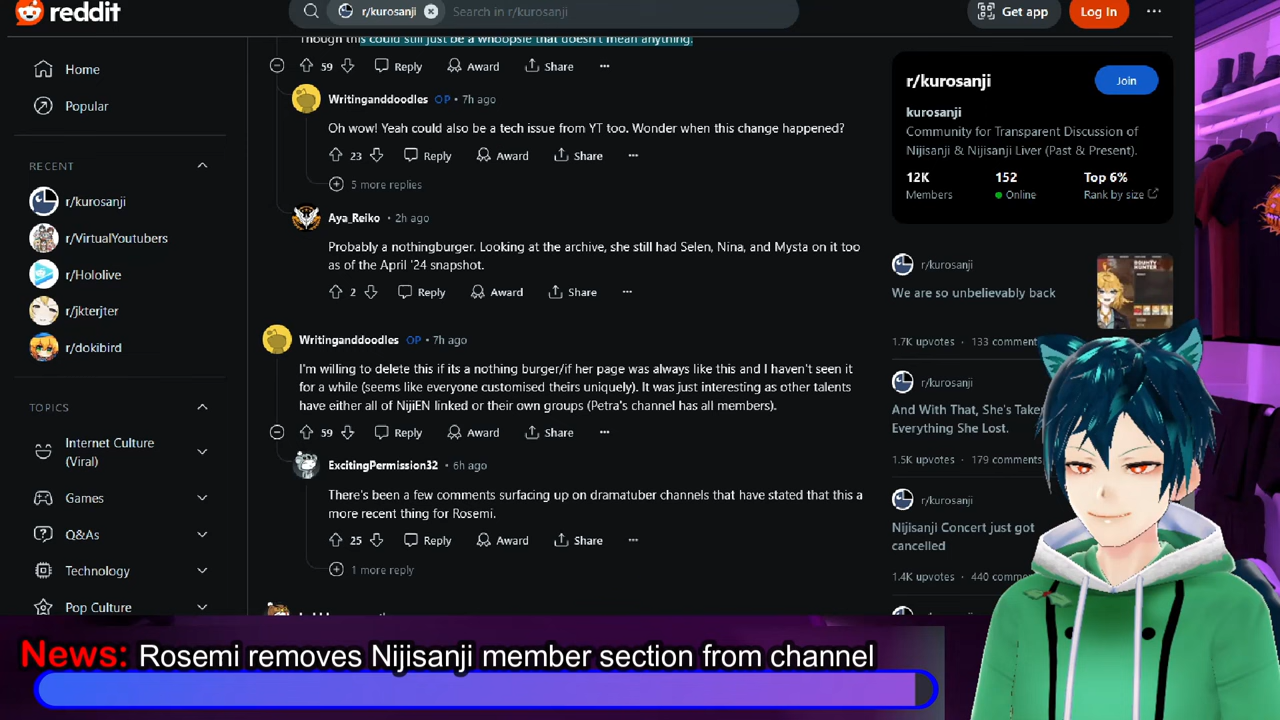 reddit
r/kurosanji
Search in r/kurosanji
Get app
Log In
Home
Popular
RECENT
r/kurosanji
r/VirtualYoutubers
r/Hololive
r/jkterjter
r/dokibird
TOPICS
Internet Culture
(Viral)
Games
Q&As
Technology
Pop Culture
Though this could still just be a whoopsie that doesn't mean anything.
59 Reply Award Share
Writinganddoodles OP • 7h ago
Oh wow! Yeah could also be a tech issue from YT too. Wonder when this change happened?
23 Reply Award Share
5 more replies
Aya_Reiko • 2h ago
Probably a nothingburger. Looking at the archive, she still had Selen, Nina, and Mysta on it too
as of the April '24 snapshot.
2 Reply Award Share
Writinganddoodles OP • 7h ago
I'm willing to delete this if its a nothing burger/if her page was always like this and I haven't seen it
for a while (seems like everyone customised theirs uniquely). It was just interesting as other talents
have either all of NijiEN linked or their own groups (Petra's channel has all members).
59 Reply Award Share
ExcitingPermission32 • 6h ago
There's been a few comments surfacing up on dramatuber channels that have stated that this a
more recent thing for Rosemi.
25 Reply Award Share
1 more reply
r/kurosanji
Join
kurosanji
Community for Transparent Discussion of
Nijisanji & Nijisanji Liver (Past & Present).
12K 152 Top 6%
Members Online Rank by size
r/kurosanji
We are so unbelievably back
BOUNTY
HUNTER
1.7K upvotes • 133 comments
r/kurosanji
And With That, She's Take
Everything She Lost.
1.5K upvotes • 179 comments
r/kurosanji
Nijisanji Concert just got
cancelled
1.4K upvotes • 440 comme
r/kurosanji
News: Rosemi removes Nijisanji member section from channel